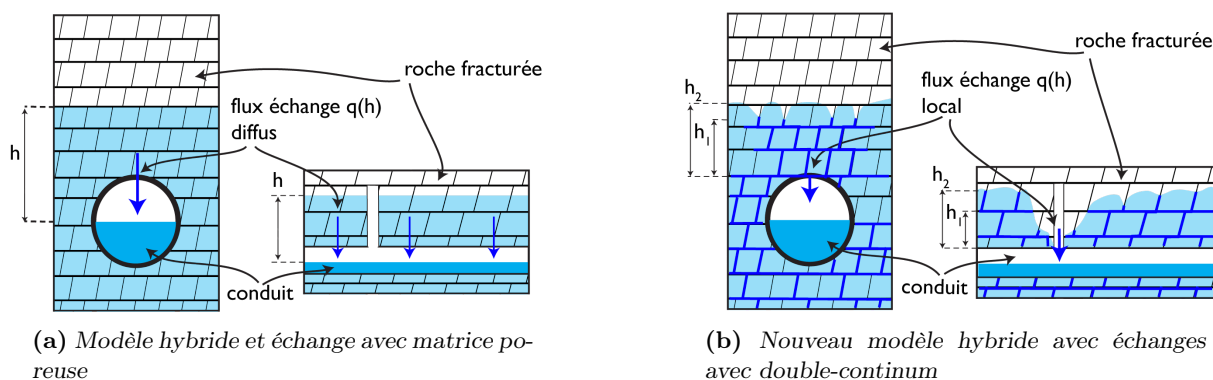 roche fracturée
flux échange q(h)
diffus
h
h
conduit
(a) Modèle hybride et échange avec matrice po-
reuse
roche fracturée
flux échange q(h)
local
h2
h1
h2
h1
conduit
(b) Nouveau modèle hybride avec échanges
avec double-continum